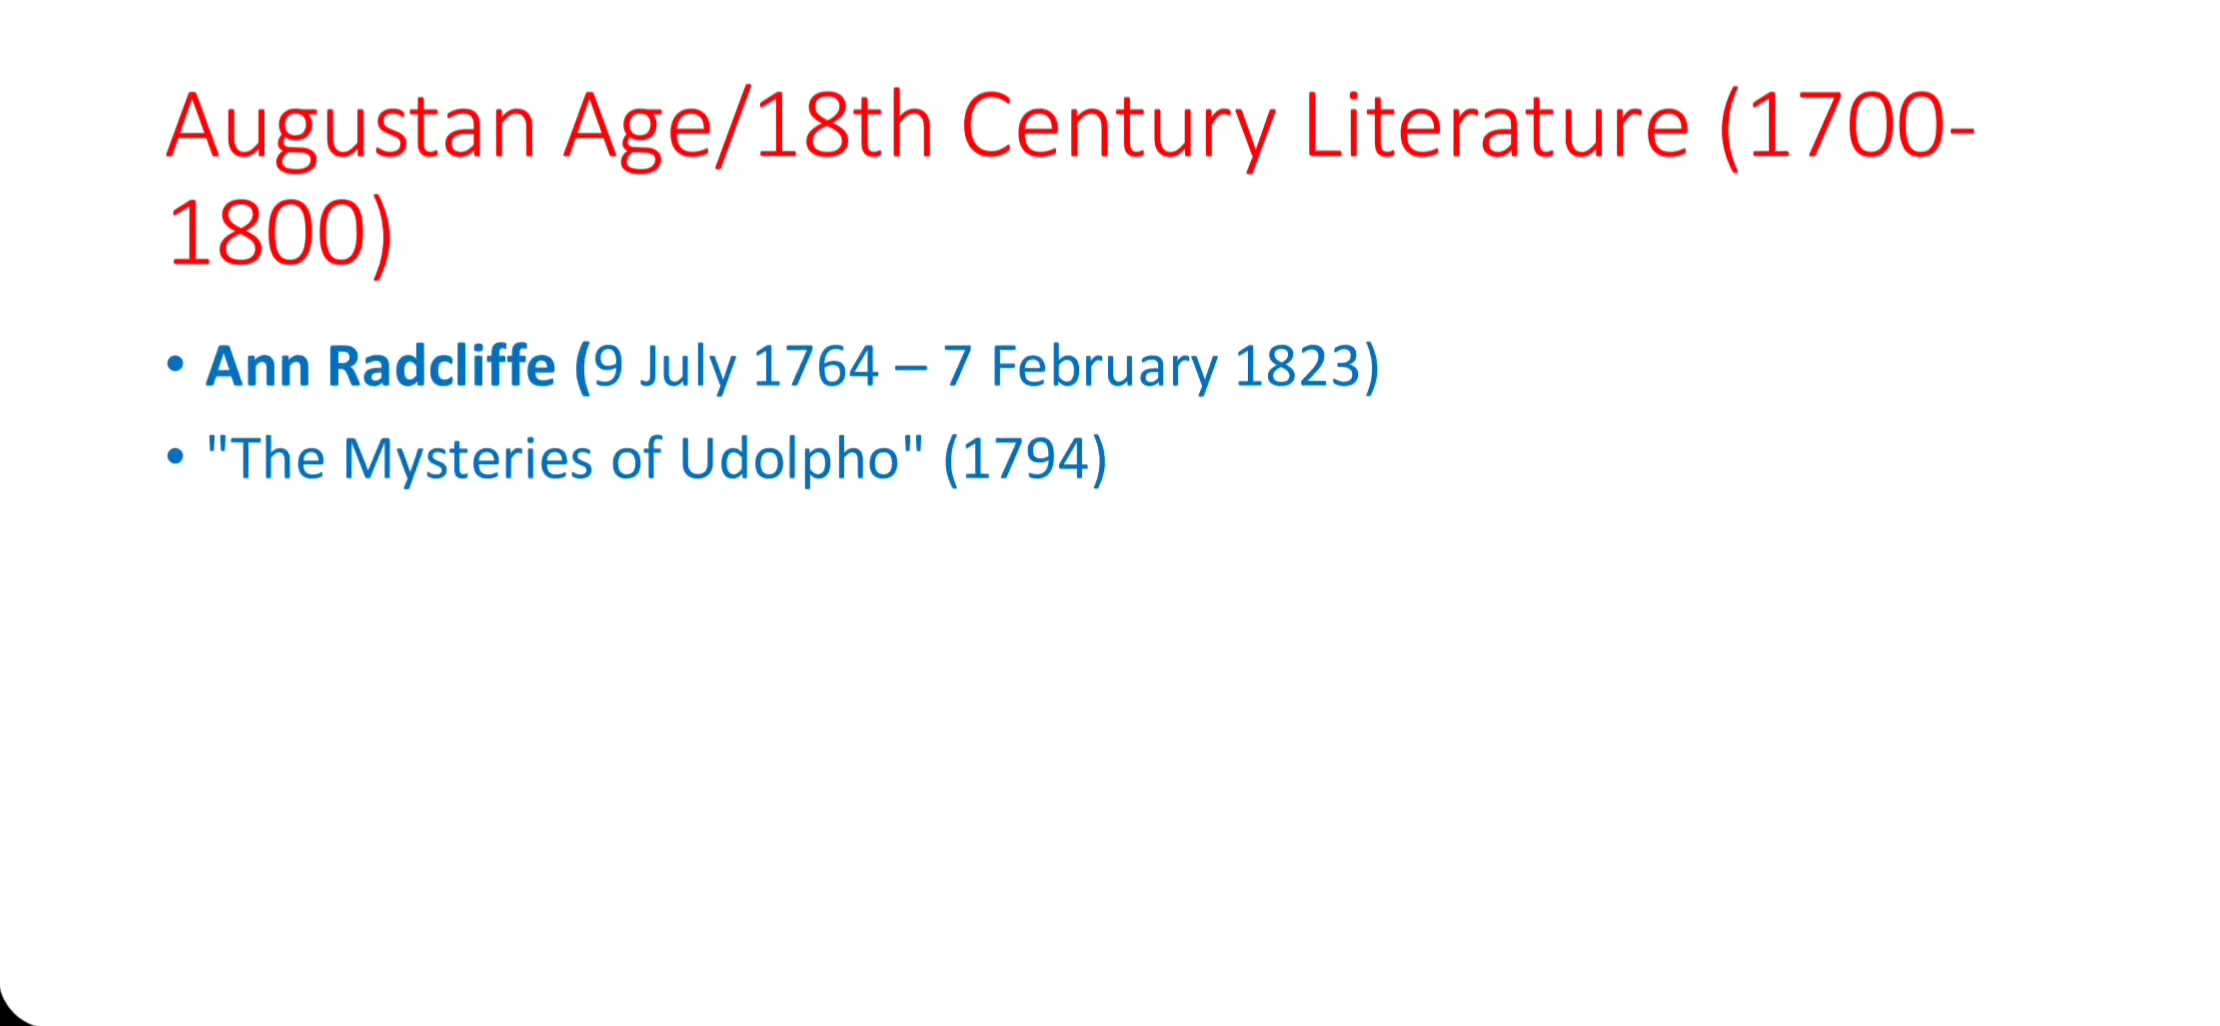 Augustan Age/18th Century Literature (1700-
1800)
• Ann Radcliffe (9 July 1764 – 7 February 1823)
• "The Mysteries of Udolpho" (1794)